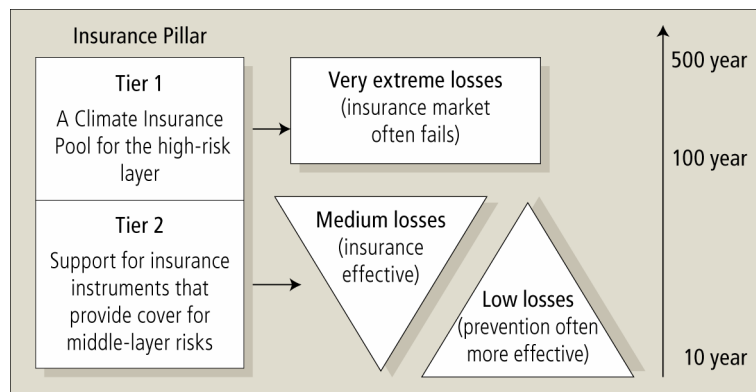 Insurance Pillar
Tier 1
A Climate Insurance
Pool for the high-risk
layer
Very extreme losses
(insurance market
often fails)
Tier 2
Support for insurance
instruments that
provide cover for
middle-layer risks
Medium losses
(insurance
effective)
Low losses
(prevention often
more effective)
500 year
100 year
10 year